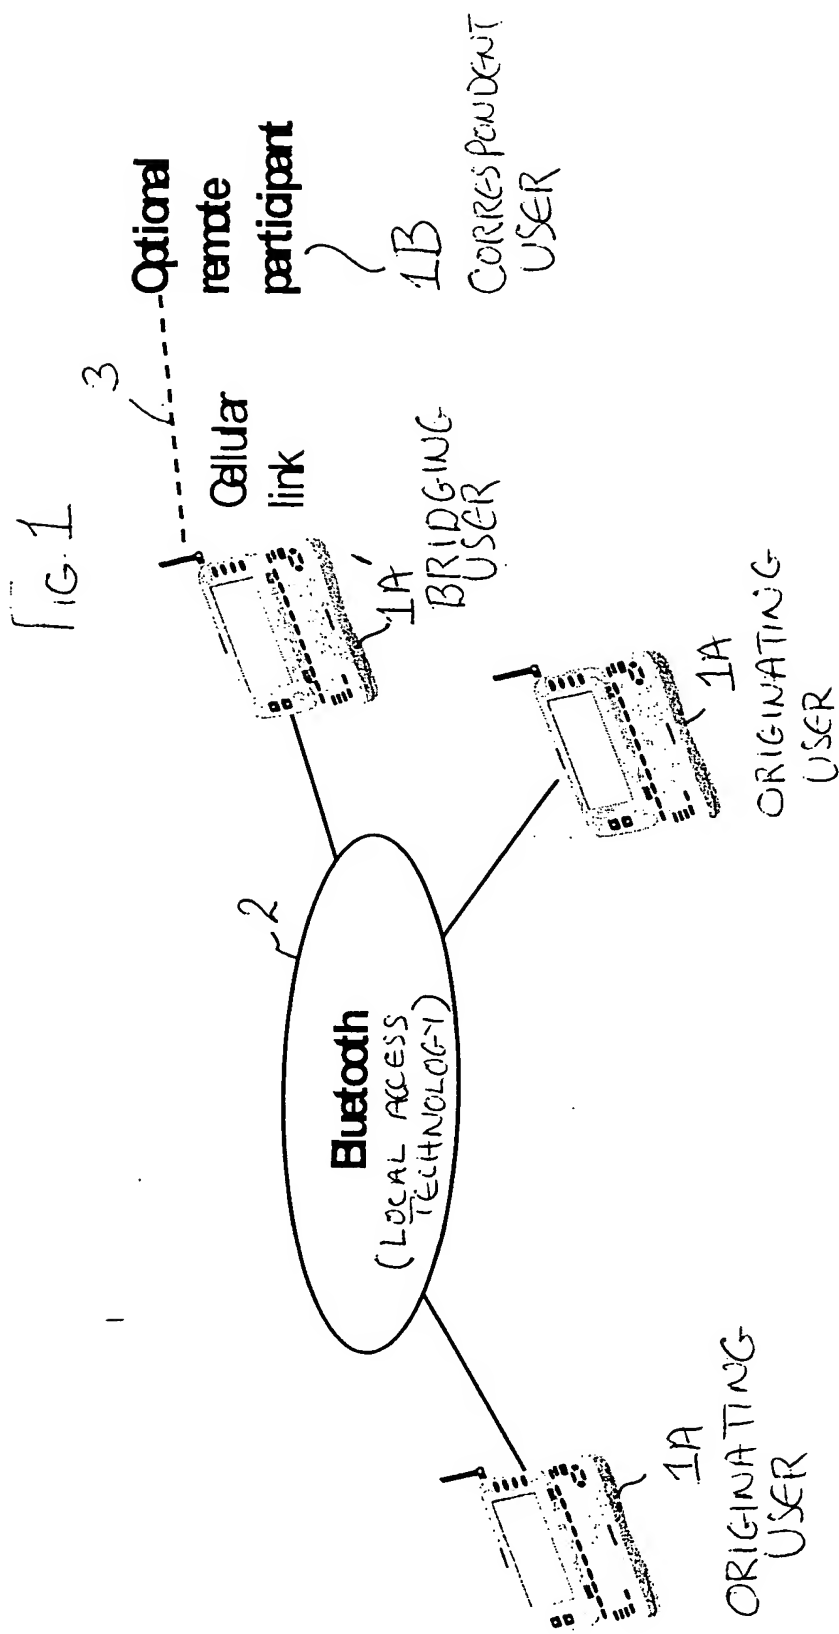 FIG. 1
3
Optional
remote
participant
1B
CORRESPONDENT
USER
Cellular
link
1A'
BRIDGING
USER
2
Bluetooth
(LOCAL ACCESS
TECHNOLOGY)
1A
ORIGINATING
USER
1A
ORIGINATING
USER